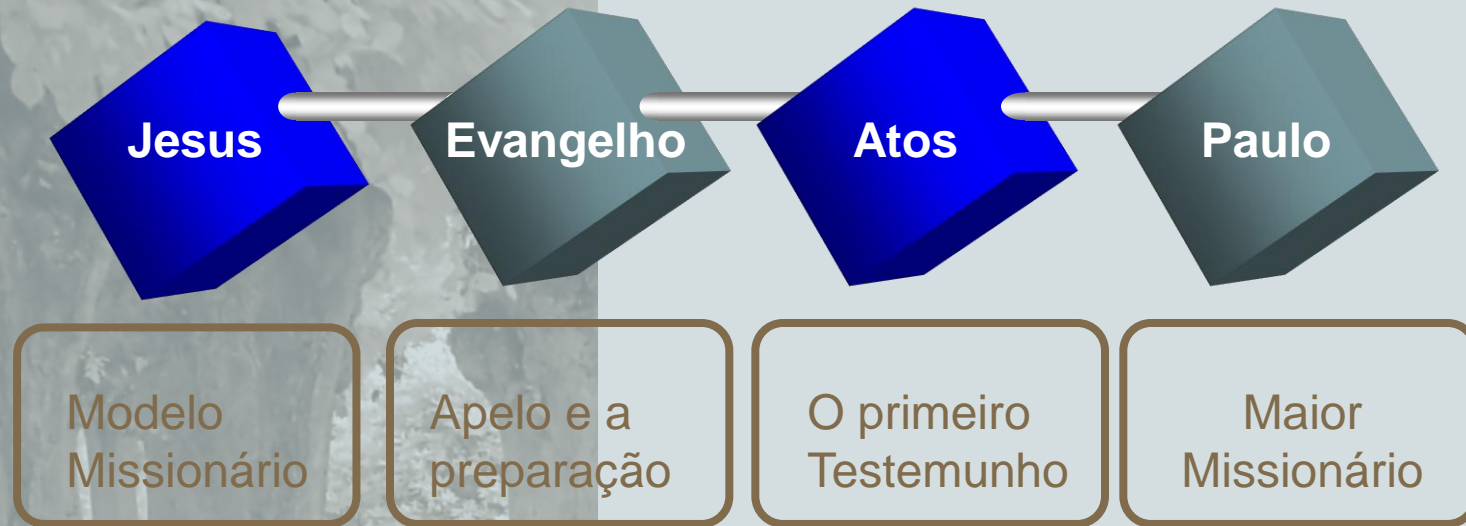 Jesus
Evangelho
Atos
Paulo
Modelo
Missionário
Apelo e a
preparação
O primeiro
Testemunho
Maior
Missionário